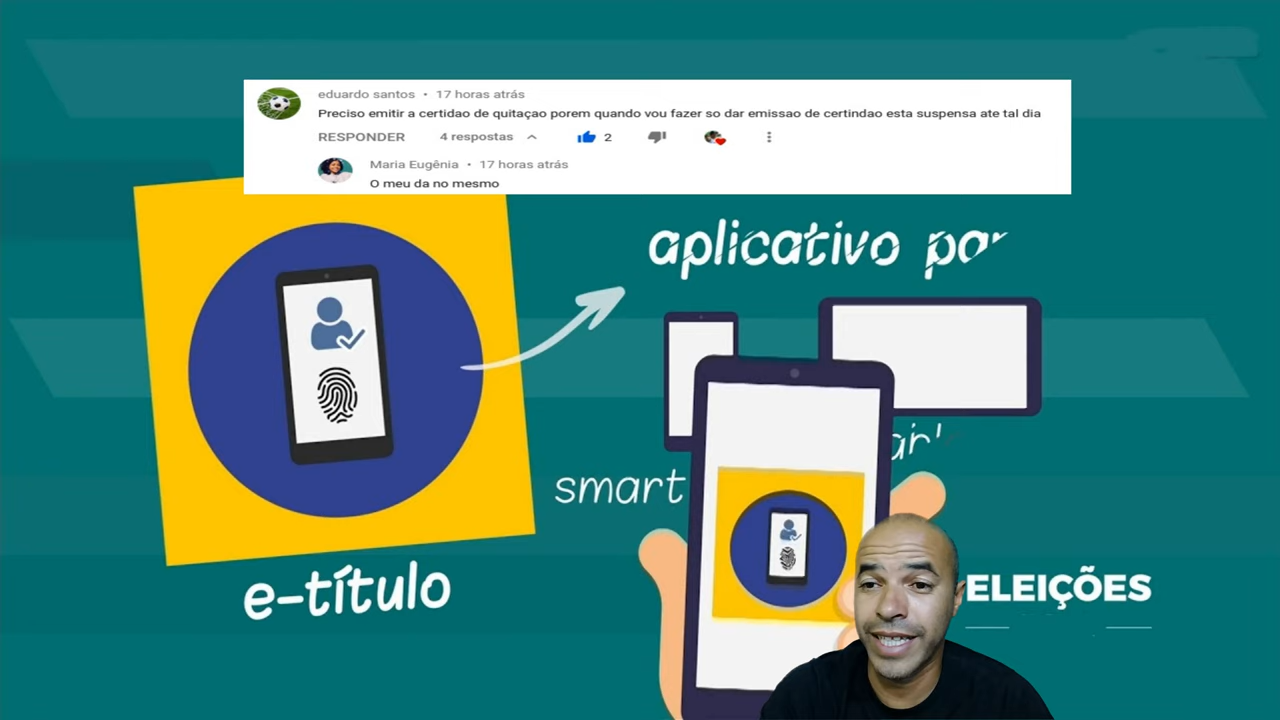 eduardo santos • 17 horas atrás
Preciso emitir a certidao de quitaçao porem quando vou fazer so dar emissao de certindao esta suspensa ate tal dia
RESPONDER 4 respostas
2
Maria Eugênia • 17 horas atrás
O meu da no mesmo
aplicativo par
smart
e-título
ELEIÇÕES